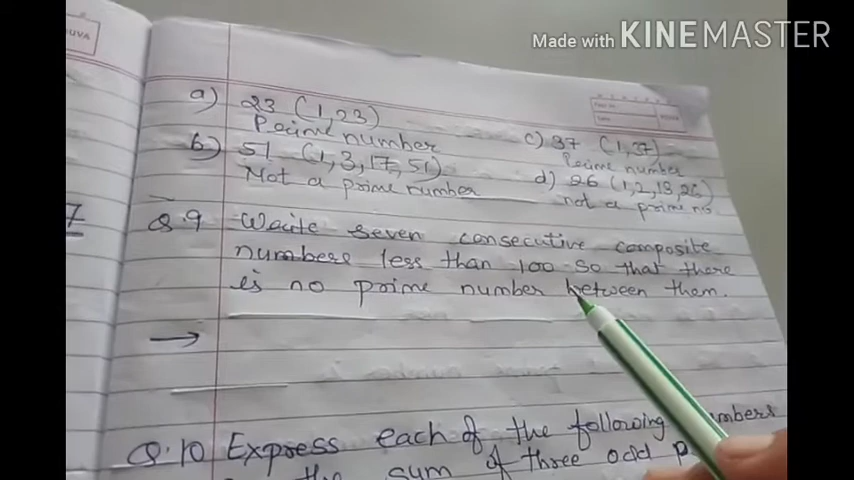 Made with KINEMASTER
UVA
a) 23 (1,23)
Prime number
b) 51 (1,3,17,51)
Not a prime number
c) 37 (1,37)
Prime number
d) 26 (1,2,13,26)
not a prime no
7
Q.9 Write seven consecutive composite
numbers less than 100 so that there
is no prime number between them.
→
Q.10 Express each of the following numbers
the sum of three odd